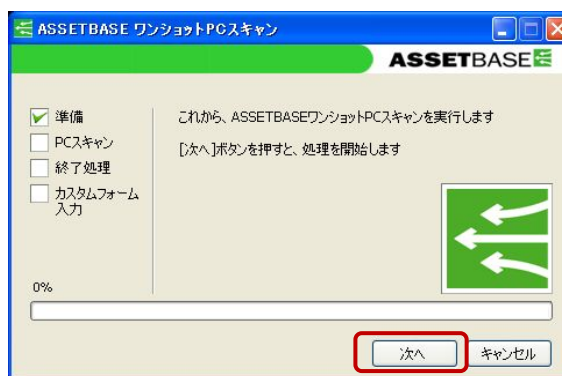 ASSETBASE ワンショットPCスキャン
ASSETBASE
準備
PCスキャン
終了処理
カスタムフォーム
入力
これから、ASSETBASEワンショットPCスキャンを実行します
[次へ]ボタンを押すと、処理を開始します
0%
次へ
キャンセル